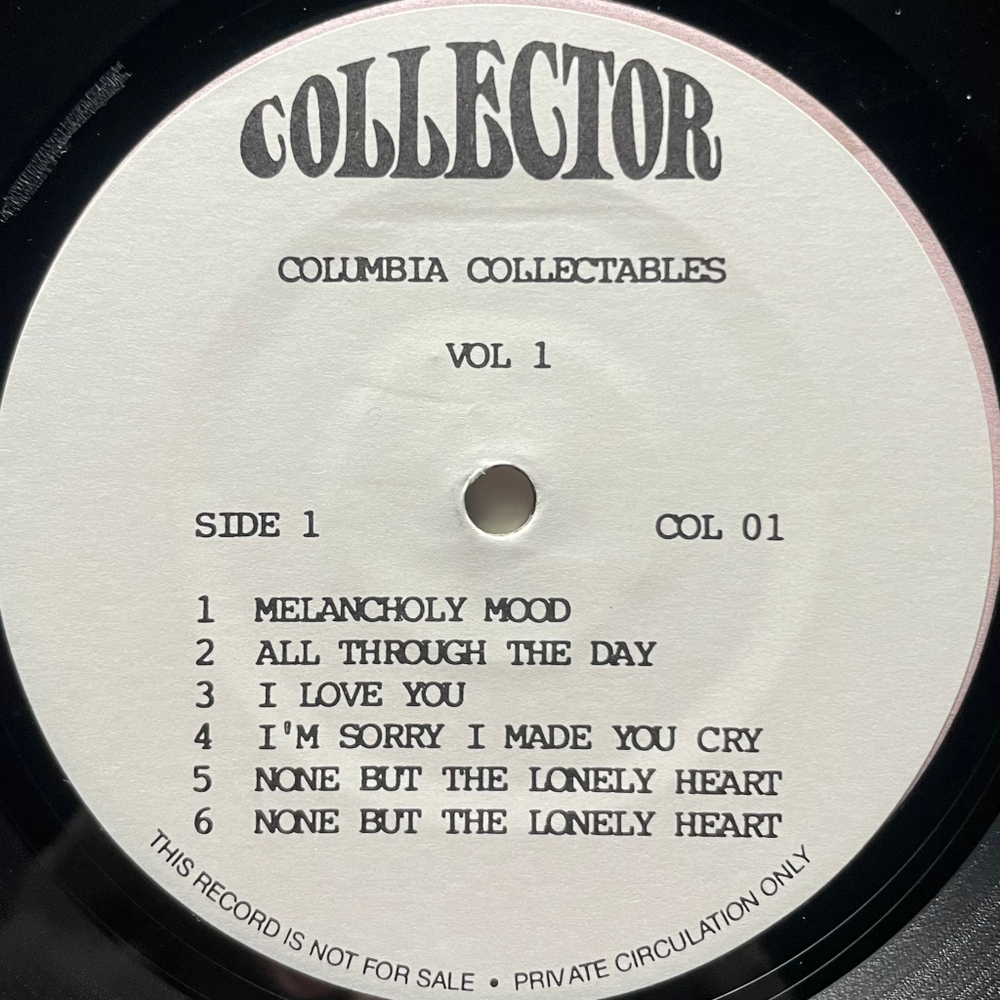 COLLECTOR
COLUMBIA COLLECTABLES
VOL 1
SIDE 1 COL 01
1 MELANCHOLY MOOD
2 ALL THROUGH THE DAY
3 I LOVE YOU
4 I'M SORRY I MADE YOU CRY
5 NONE BUT THE LONELY HEART
6 NONE BUT THE LONELY HEART
THIS RECORD IS NOT FOR SALE • PRIVATE CIRCULATION ONLY